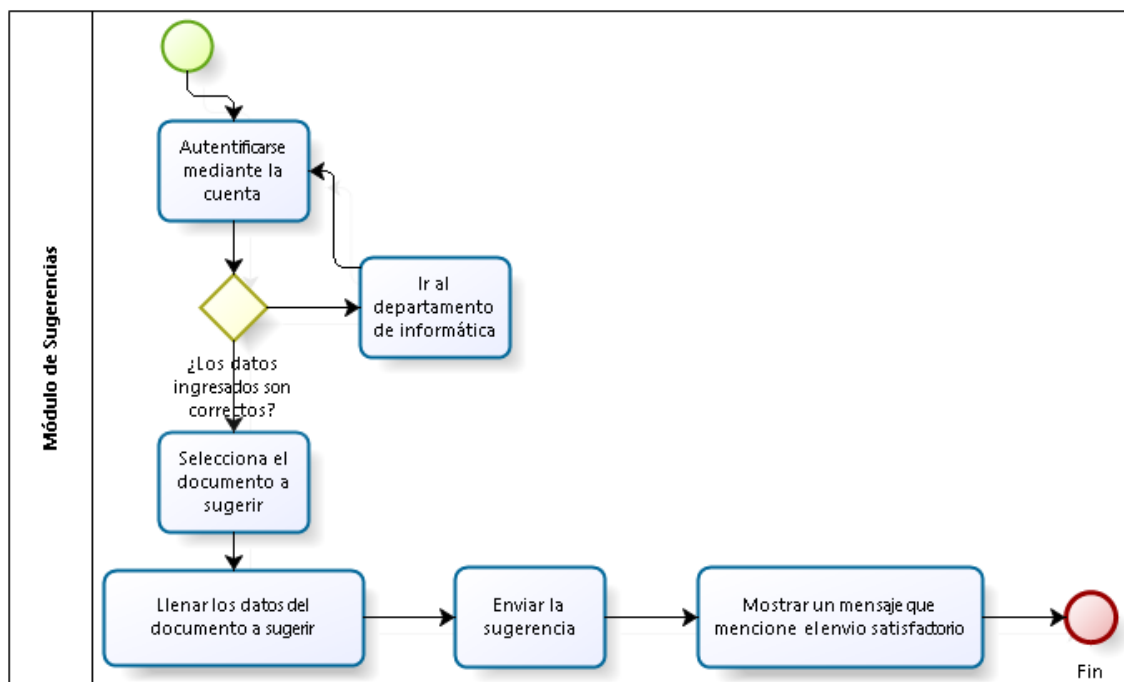 Módulo de Sugerencias
Autentificarse
mediante la
cuenta
Ir al
departamento
de informática
¿Los datos
ingresados son
correctos?
Selecciona el
documento a
sugerir
Llenar los datos del
documento a sugerir
Enviar la
sugerencia
Mostrar un mensaje que
mencione el envio satisfactorio
Fin